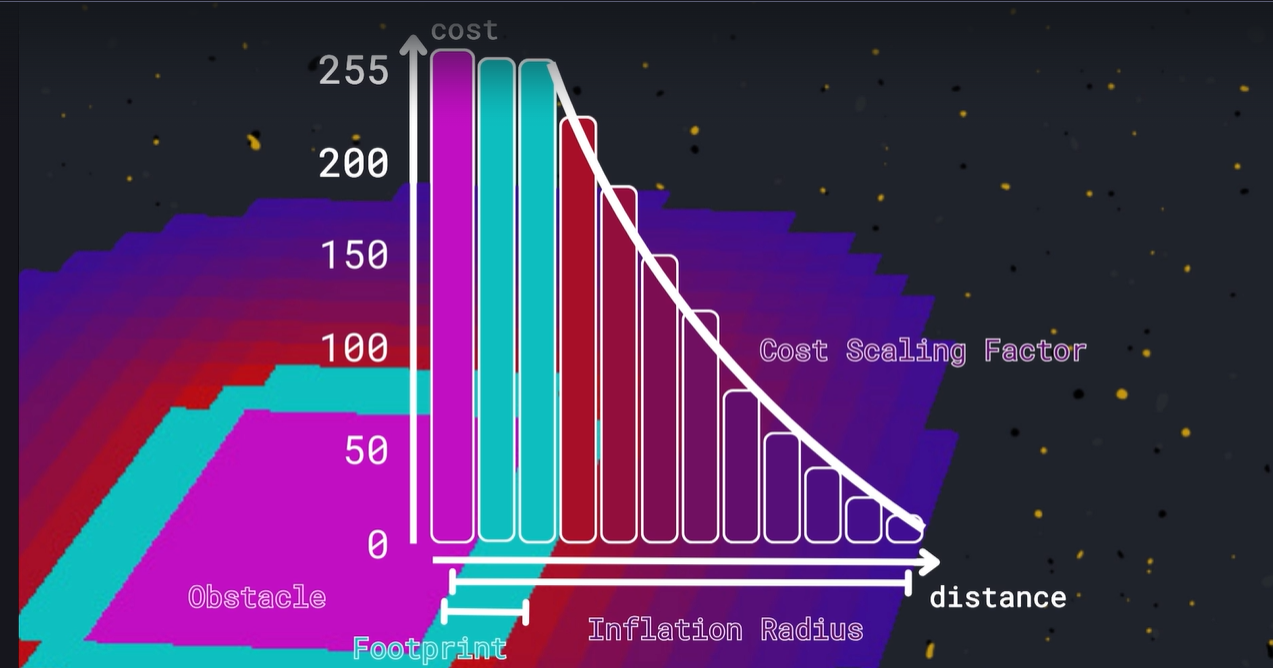 cost
255
200
150
100
Cost Scaling Factor
50
0
Obstacle
distance
Inflation Radius
Footprint